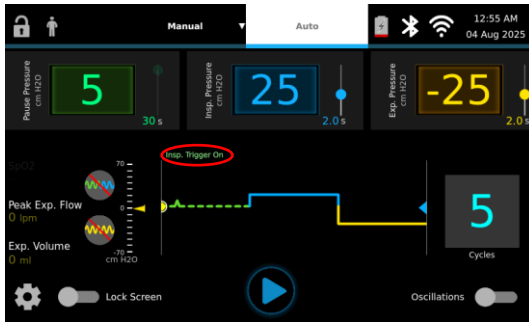 Manual
Auto
12:55 AM
04 Aug 2025
Pause Pressure
cm H2O
5
30 s
Insp. Pressure
cm H2O
25
2.0 s
Exp. Pressure
cm H2O
-25
2.0 s
SpO2
Insp. Trigger On
70
Peak Exp. Flow
0 lpm
0
Exp. Volume
0 ml
-70
cm H2O
5
Cycles
Lock Screen
Oscillations